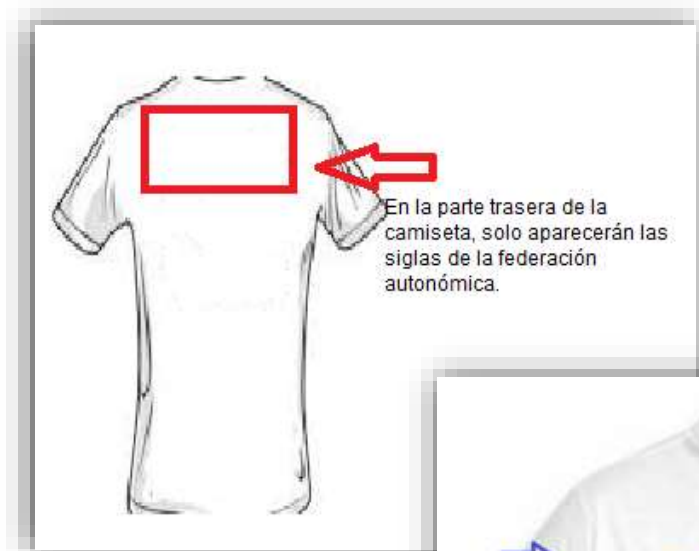 En la parte trasera de la
camiseta, solo aparecerán las
siglas de la federación
autonómica.